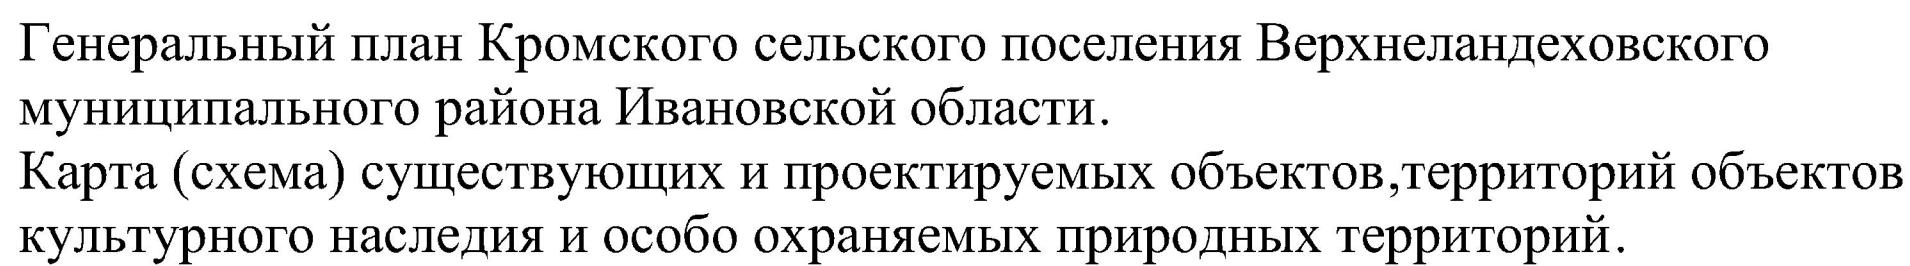 Генеральный план Кромского сельского поселения Верхнеландеховского
муниципального района Ивановской области.
Карта (схема) существующих и проектируемых объектов,территорий объектов
культурного наследия и особо охраняемых природных территорий.